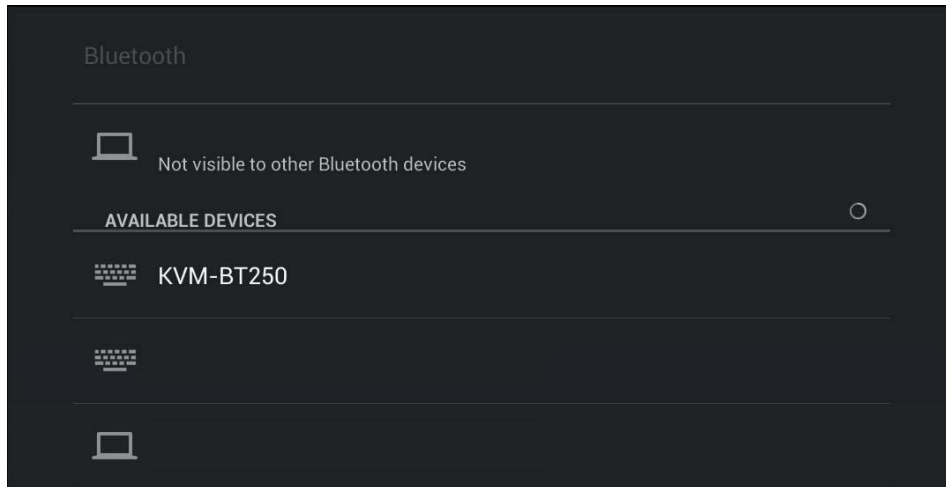 Bluetooth
Not visible to other Bluetooth devices
AVAILABLE DEVICES
KVM-BT250